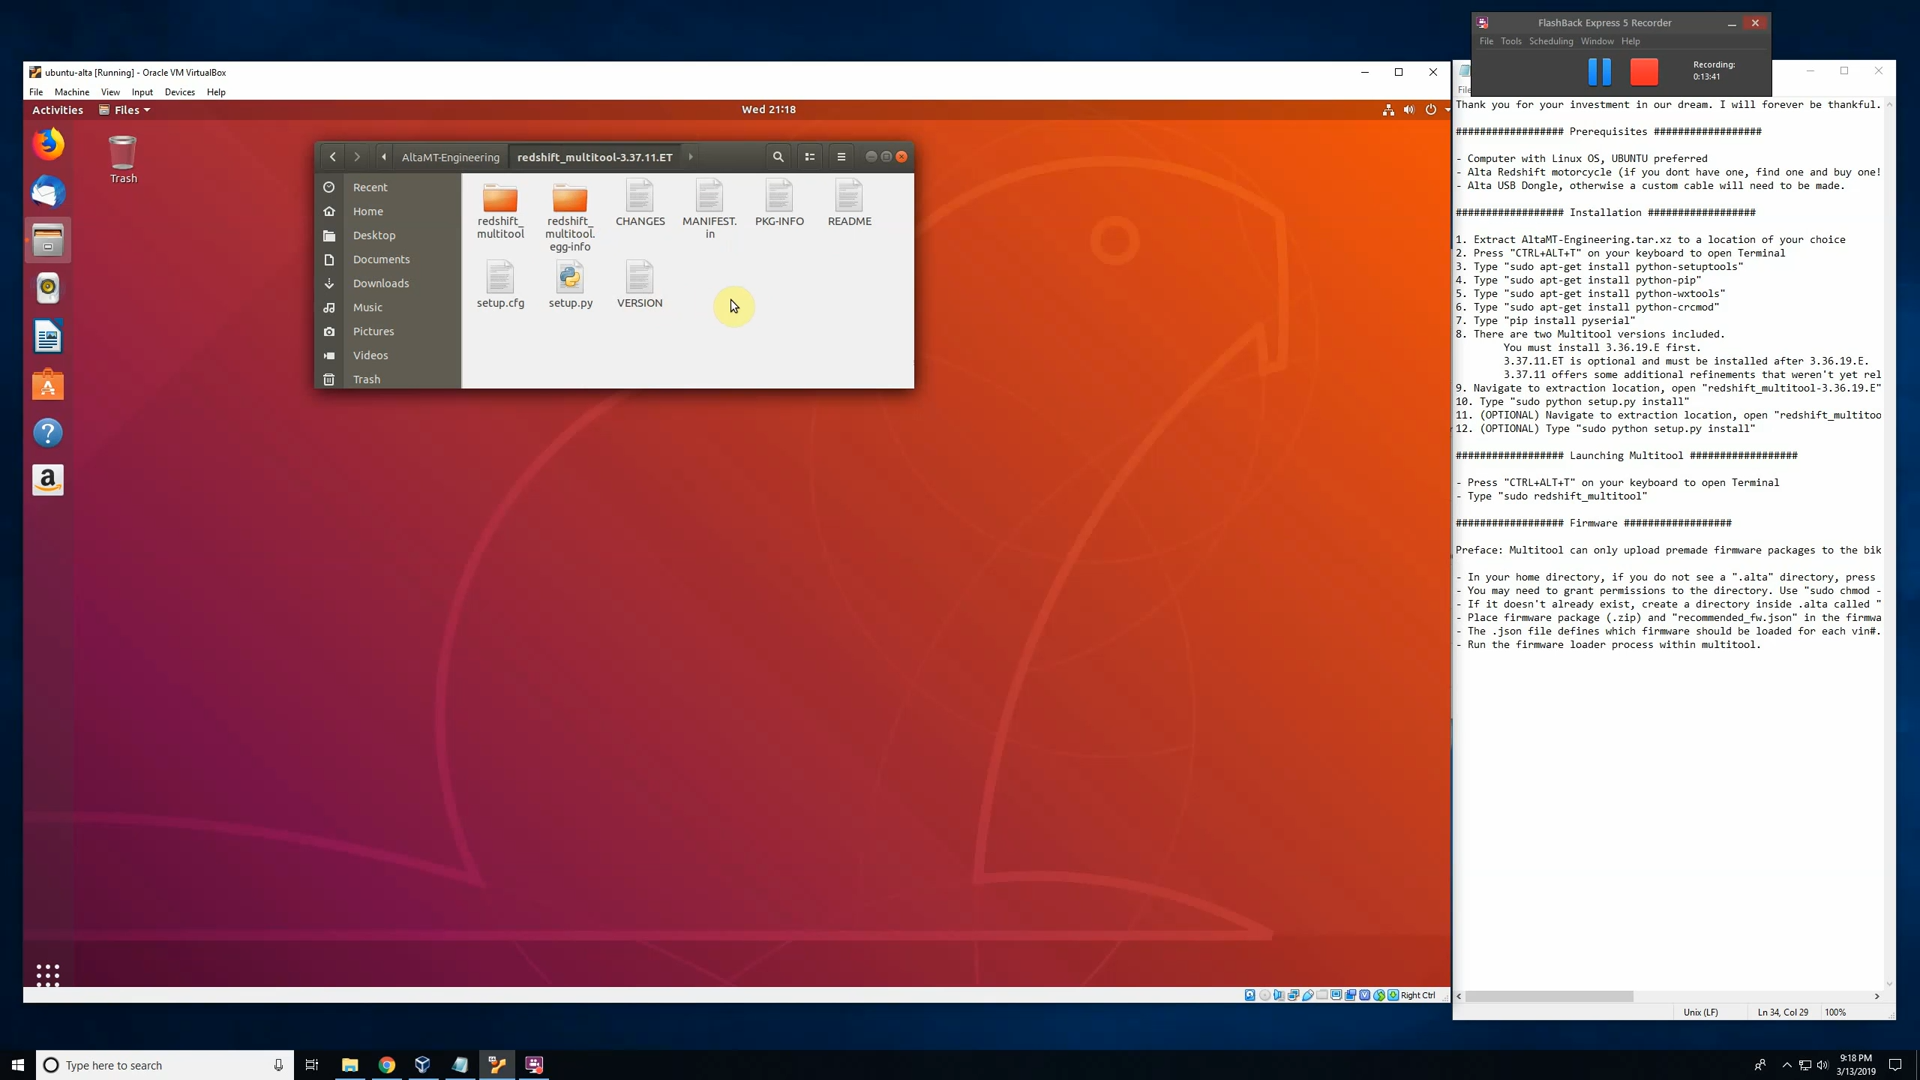 FlashBack Express 5 Recorder
File Tools Scheduling Window Help
Recording:
0:13:41
ubuntu-alta [Running] - Oracle VM VirtualBox
File Machine View Input Devices Help
Activities Files
Wed 21:18
Trash
AltaMT-Engineering redshift_multitool-3.37.11.ET
Recent
Home
Desktop
Documents
Downloads
Music
Pictures
Videos
Trash
redshift_
multitool
redshift_
multitool.
egg-info
CHANGES
MANIFEST.
in
PKG-INFO
README
setup.cfg
setup.py
VERSION
Thank you for your investment in our dream. I will forever be thankful.
################## Prerequisites ##################
- Computer with Linux OS, UBUNTU preferred
- Alta Redshift motorcycle (if you dont have one, find one and buy one!
- Alta USB Dongle, otherwise a custom cable will need to be made.
################## Installation ##################
1. Extract AltaMT-Engineering.tar.xz to a location of your choice
2. Press "CTRL+ALT+T" on your keyboard to open Terminal
3. Type "sudo apt-get install python-setuptools"
4. Type "sudo apt-get install python-pip"
5. Type "sudo apt-get install python-wxtools"
6. Type "sudo apt-get install python-crcmod"
7. Type "pip install pyserial"
8. There are two Multitool versions included.
You must install 3.36.19.E first.
3.37.11.ET is optional and must be installed after 3.36.19.E.
3.37.11 offers some additional refinements that weren't yet rel
9. Navigate to extraction location, open "redshift_multitool-3.36.19.E"
10. Type "sudo python setup.py install"
11. (OPTIONAL) Navigate to extraction location, open "redshift_multitoo
12. (OPTIONAL) Type "sudo python setup.py install"
################## Launching Multitool ##################
- Press "CTRL+ALT+T" on your keyboard to open Terminal
- Type "sudo redshift_multitool"
################## Firmware ##################
Preface: Multitool can only upload premade firmware packages to the bik
- In your home directory, if you do not see a ".alta" directory, press
- You may need to grant permissions to the directory. Use "sudo chmod -
- If it doesn't already exist, create a directory inside .alta called "
- Place firmware package (.zip) and "recommended_fw.json" in the firmwa
- The .json file defines which firmware should be loaded for each vin#.
- Run the firmware loader process within multitool.
Right Ctrl
Unix (LF) Ln 34, Col 29 100%
Type here to search
9:18 PM
3/13/2019